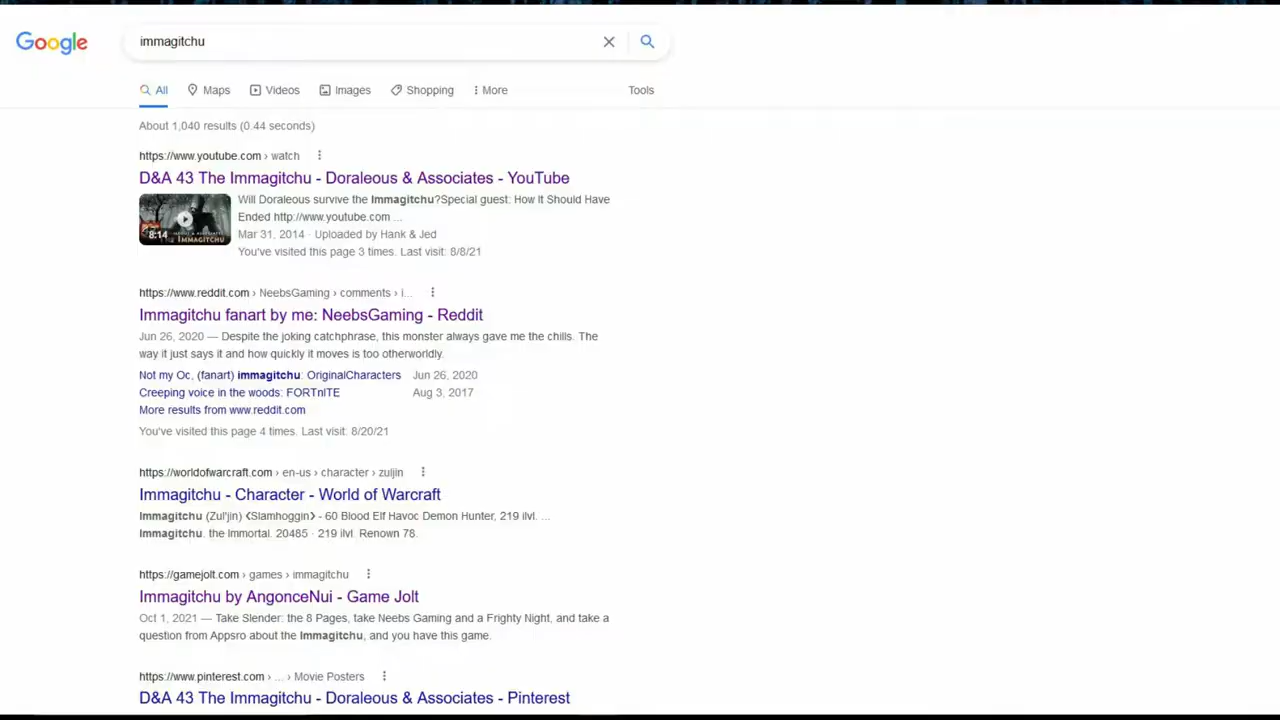 Google
immagitchu
All Maps Videos Images Shopping More Tools
About 1,040 results (0.44 seconds)
https://www.youtube.com › watch
D&A 43 The Immagitchu - Doraleous & Associates - YouTube
Will Doraleous survive the Immagitchu?Special guest: How It Should Have
Ended http://www.youtube.com ...
8:14
IMMAGITCHU
Mar 31, 2014 · Uploaded by Hank & Jed
You've visited this page 3 times. Last visit: 8/8/21
https://www.reddit.com › NeebsGaming › comments › i...
Immagitchu fanart by me: NeebsGaming - Reddit
Jun 26, 2020 — Despite the joking catchphrase, this monster always gave me the chills. The
way it just says it and how quickly it moves is too otherworldly.
Not my Oc, (fanart) immagitchu: OriginalCharacters Jun 26, 2020
Creeping voice in the woods: FORTnITE Aug 3, 2017
More results from www.reddit.com
You've visited this page 4 times. Last visit: 8/20/21
https://worldofwarcraft.com › en-us › character › zuljin
Immagitchu - Character - World of Warcraft
Immagitchu (Zul'jin) <Slamhoggin> - 60 Blood Elf Havoc Demon Hunter, 219 ilvl. ...
Immagitchu. the Immortal. 20485 · 219 ilvl. Renown 78.
https://gamejolt.com › games › immagitchu
Immagitchu by AngonceNui - Game Jolt
Oct 1, 2021 — Take Slender: the 8 Pages, take Neebs Gaming and a Frighty Night, and take a
question from Appsro about the Immagitchu, and you have this game.
https://www.pinterest.com › ... › Movie Posters
D&A 43 The Immagitchu - Doraleous & Associates - Pinterest